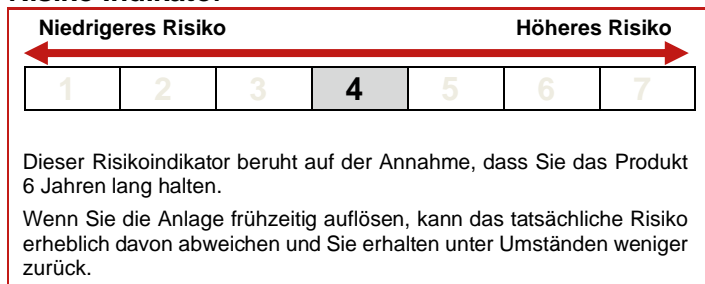 Niedrigeres Risiko Höheres Risiko
1 2 3 4 5 6 7
Dieser Risikoindikator beruht auf der Annahme, dass Sie das Produkt
6 Jahren lang halten.
Wenn Sie die Anlage frühzeitig auflösen, kann das tatsächliche Risiko
erheblich davon abweichen und Sie erhalten unter Umständen weniger
zurück.